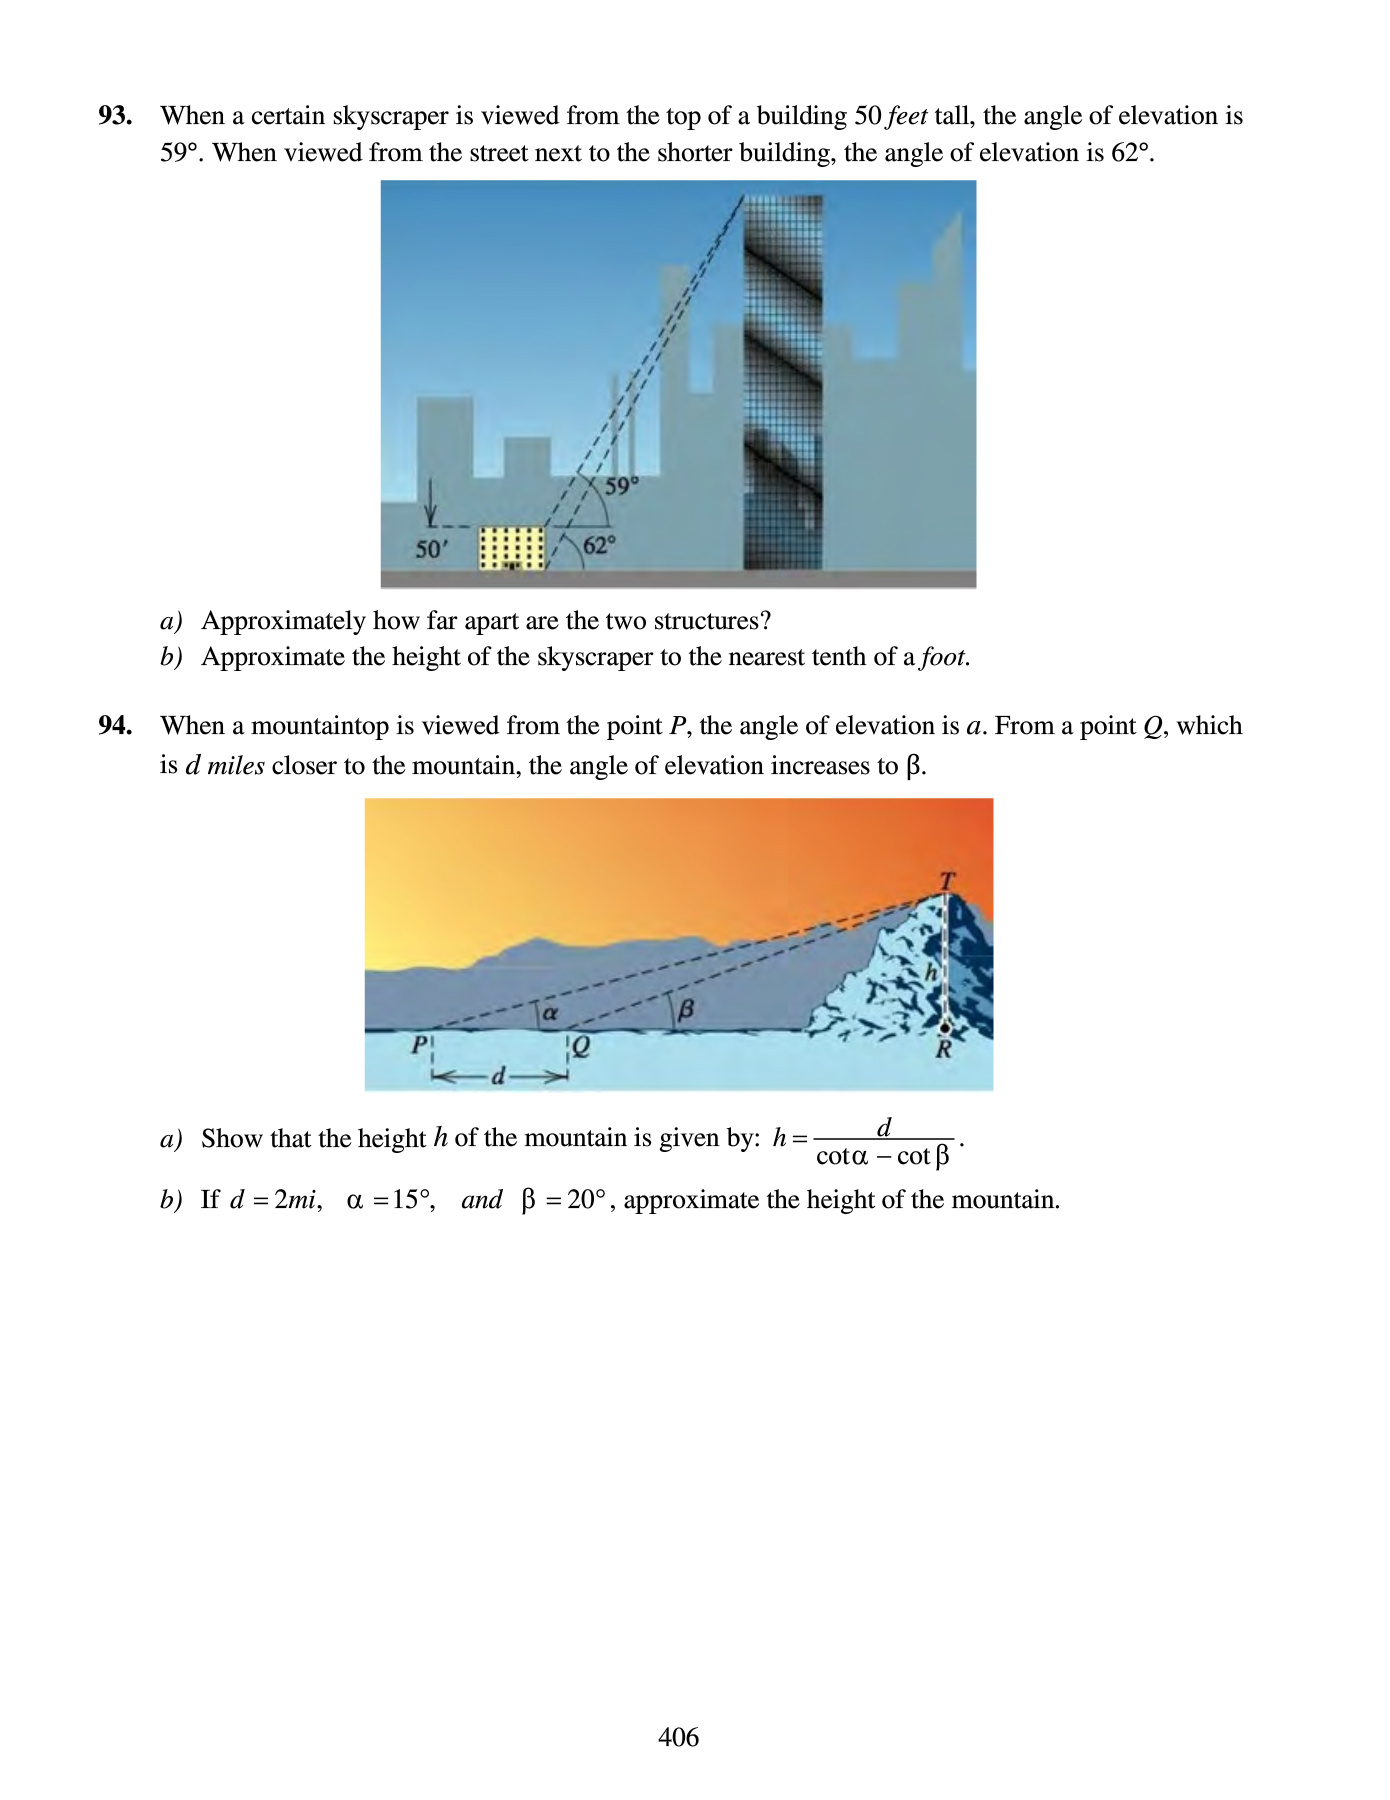 93. When a certain skyscraper is viewed from the top of a building 50 feet tall, the angle of elevation is
59°. When viewed from the street next to the shorter building, the angle of elevation is 62°.
59°
50′
62°
a) Approximately how far apart are the two structures?
b) Approximate the height of the skyscraper to the nearest tenth of a foot.
94. When a mountaintop is viewed from the point P, the angle of elevation is a. From a point Q, which
is d miles closer to the mountain, the angle of elevation increases to β.
T
h
α
β
P
Q
R
d
a) Show that the height h of the mountain is given by: h = d / (cot α − cot β).
b) If d = 2mi, α = 15°, and β = 20°, approximate the height of the mountain.
406